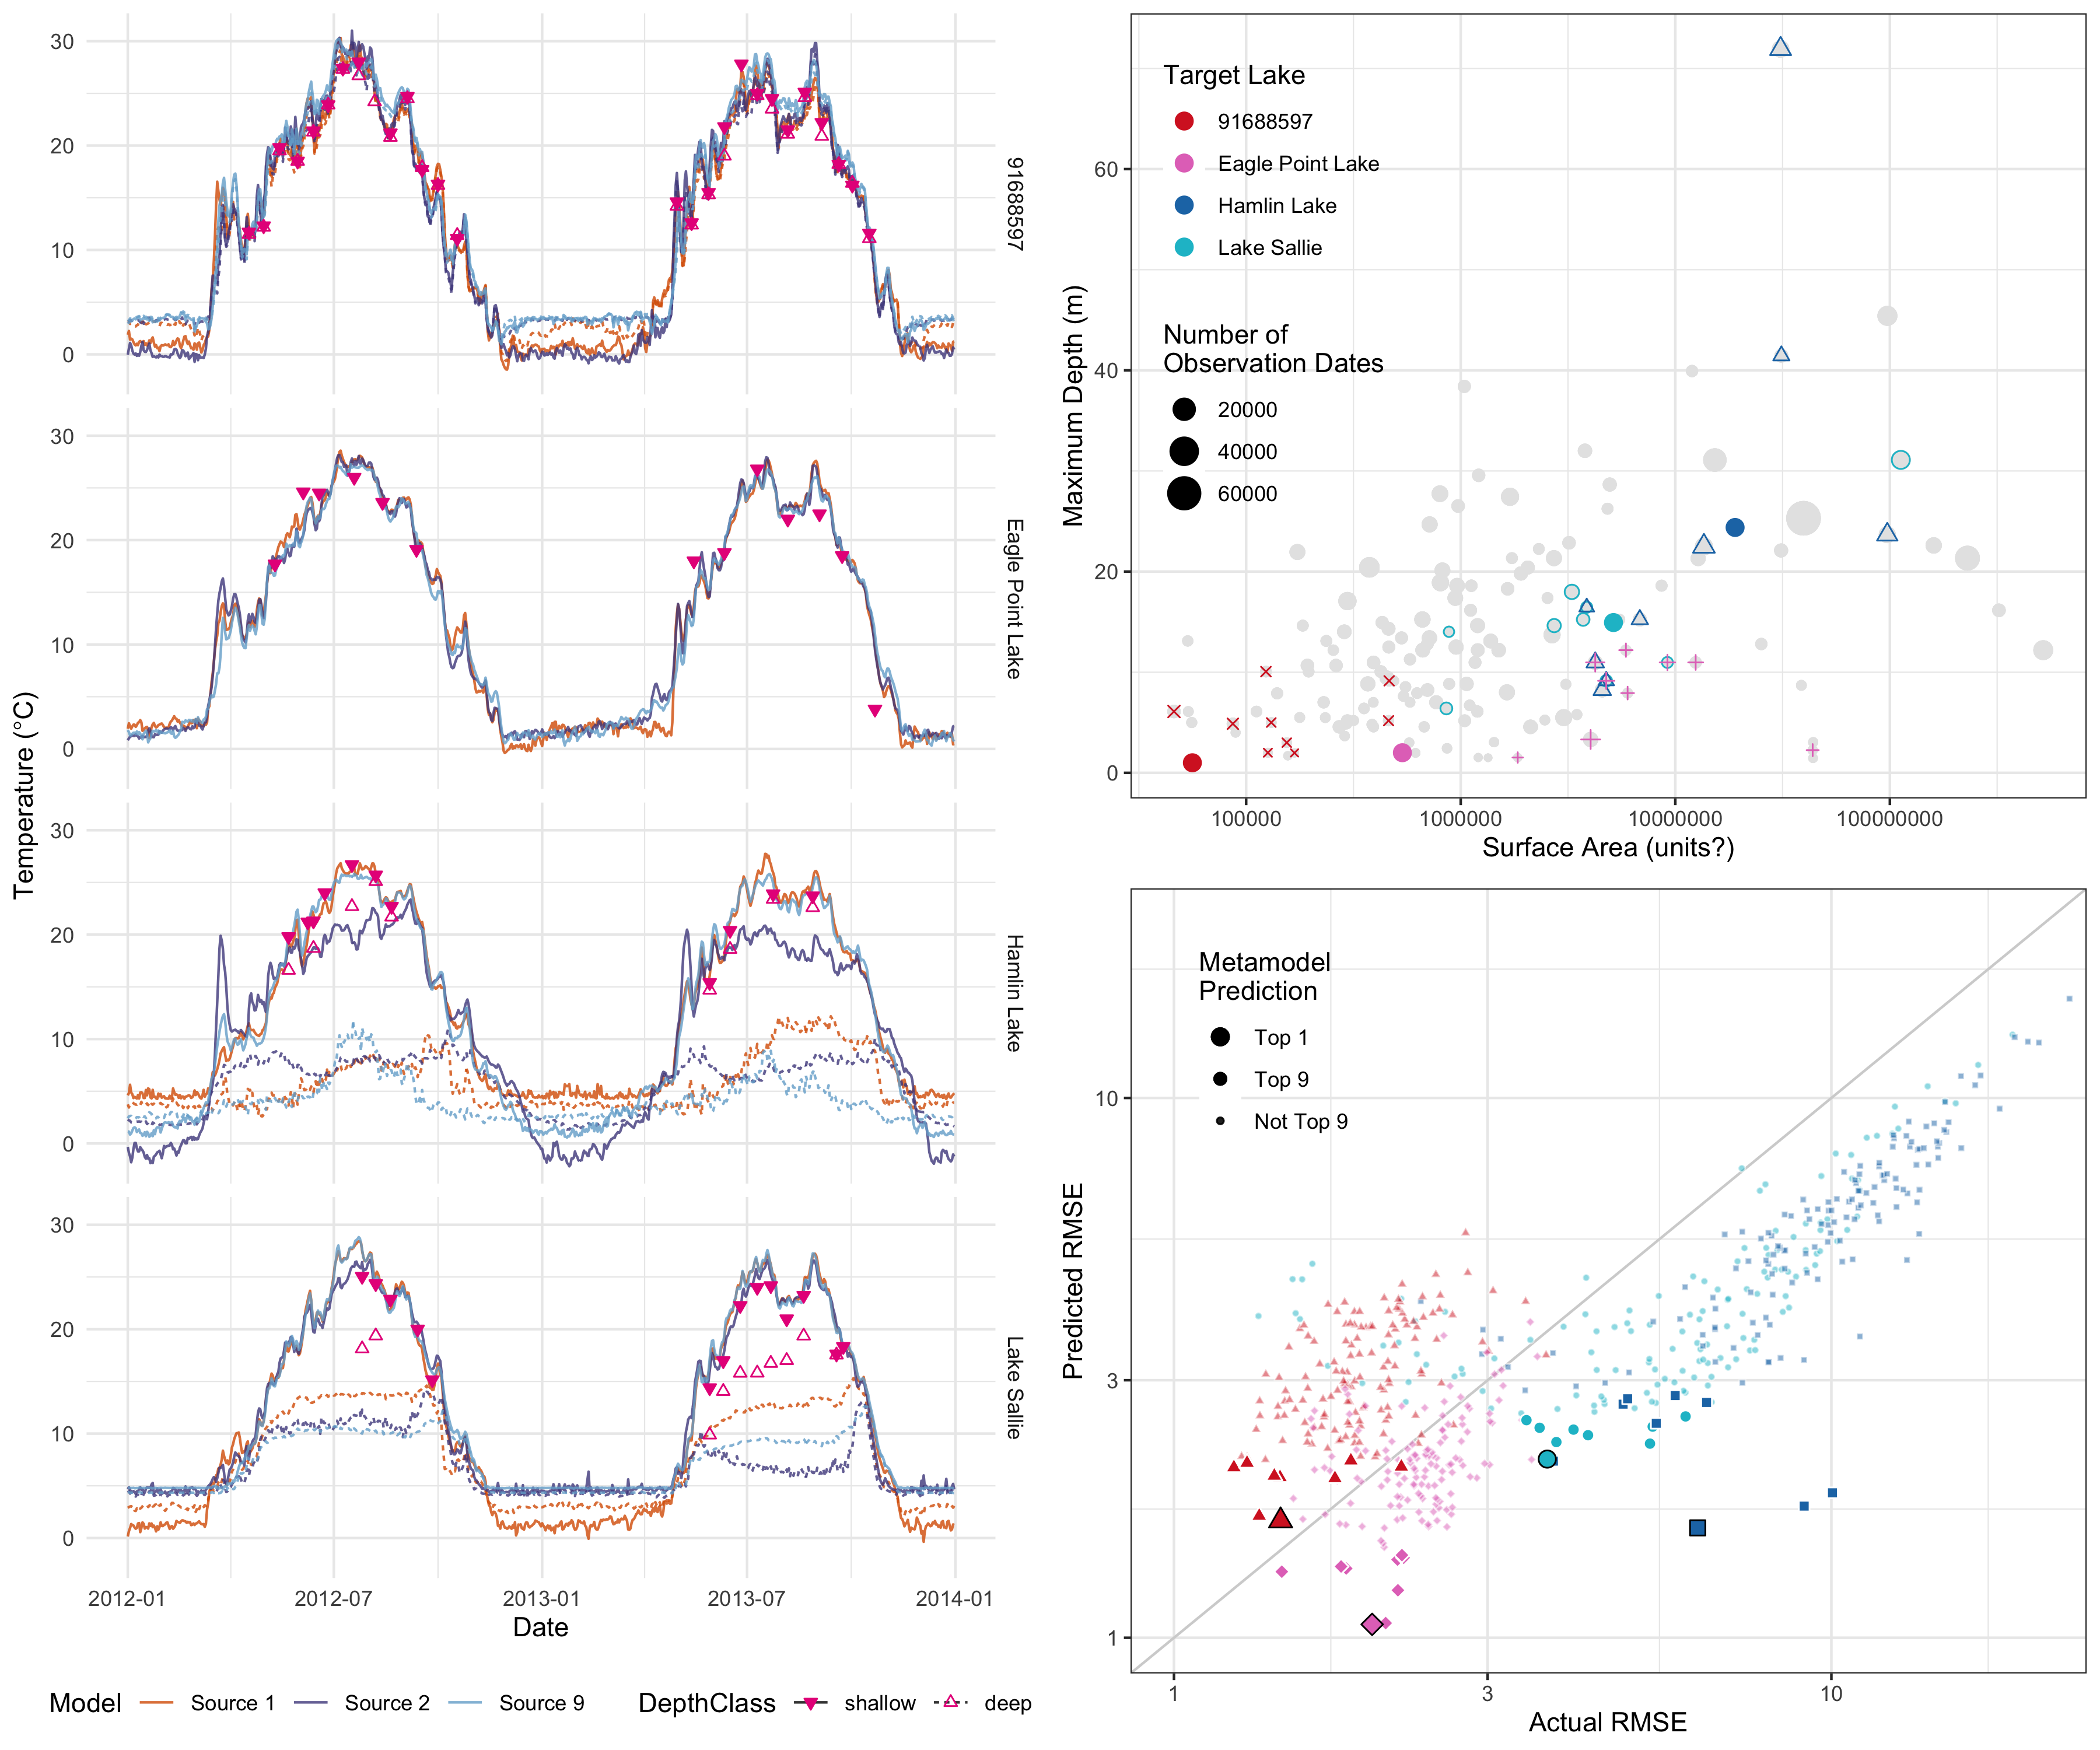 Temperature (°C)
30
20
10
0
91688597
30
20
10
0
Eagle Point Lake
30
20
10
0
Hamlin Lake
30
20
10
0
Lake Sallie
2012-01
2012-07
2013-01
2013-07
2014-01
Date
Model
Source 1
Source 2
Source 9
DepthClass
shallow
deep
Maximum Depth (m)
60
40
20
0
Target Lake
91688597
Eagle Point Lake
Hamlin Lake
Lake Sallie
Number of
Observation Dates
20000
40000
60000
100000
1000000
10000000
100000000
Surface Area (units?)
Predicted RMSE
10
3
1
Metamodel
Prediction
Top 1
Top 9
Not Top 9
1
3
10
Actual RMSE